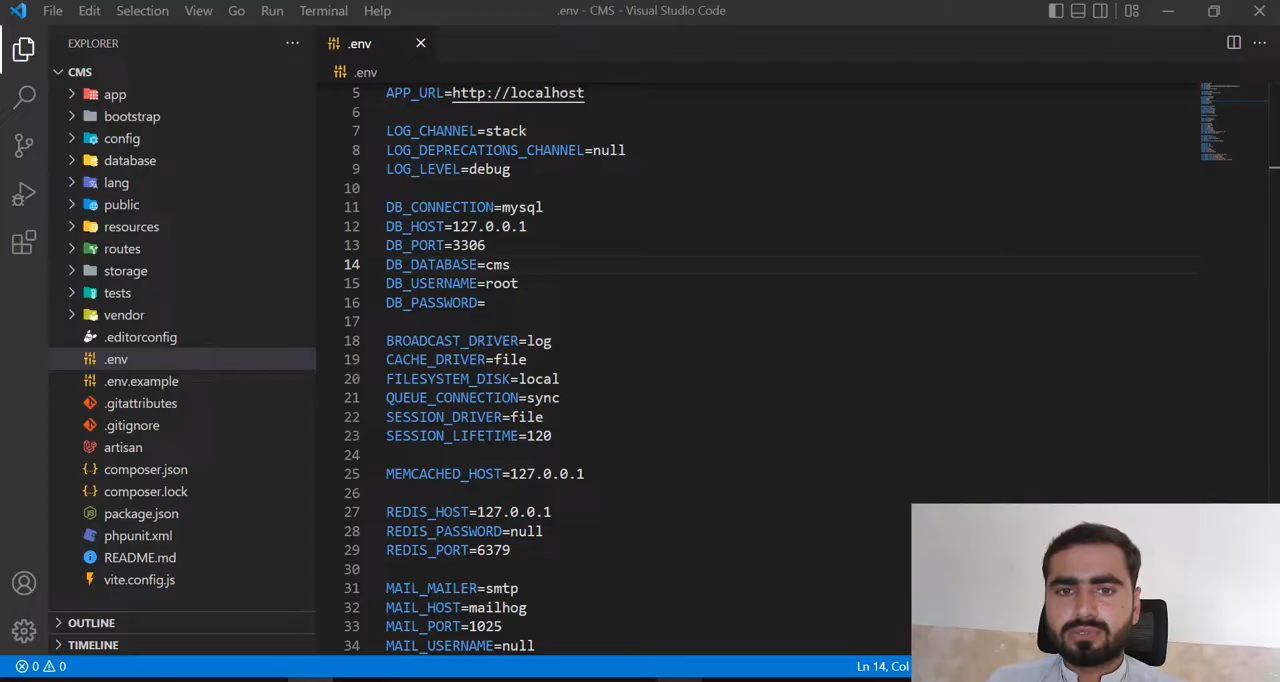 File Edit Selection View Go Run Terminal Help
.env - CMS - Visual Studio Code
EXPLORER
.env
CMS
.env
app
bootstrap
config
database
lang
public
resources
routes
storage
tests
vendor
.editorconfig
.env
.env.example
.gitattributes
.gitignore
artisan
composer.json
composer.lock
package.json
phpunit.xml
README.md
vite.config.js
OUTLINE
TIMELINE
5 APP_URL=http://localhost
6
7 LOG_CHANNEL=stack
8 LOG_DEPRECATIONS_CHANNEL=null
9 LOG_LEVEL=debug
10
11 DB_CONNECTION=mysql
12 DB_HOST=127.0.0.1
13 DB_PORT=3306
14 DB_DATABASE=cms
15 DB_USERNAME=root
16 DB_PASSWORD=
17
18 BROADCAST_DRIVER=log
19 CACHE_DRIVER=file
20 FILESYSTEM_DISK=local
21 QUEUE_CONNECTION=sync
22 SESSION_DRIVER=file
23 SESSION_LIFETIME=120
24
25 MEMCACHED_HOST=127.0.0.1
26
27 REDIS_HOST=127.0.0.1
28 REDIS_PASSWORD=null
29 REDIS_PORT=6379
30
31 MAIL_MAILER=smtp
32 MAIL_HOST=mailhog
33 MAIL_PORT=1025
34 MAIL_USERNAME=null
0 0
Ln 14, Col